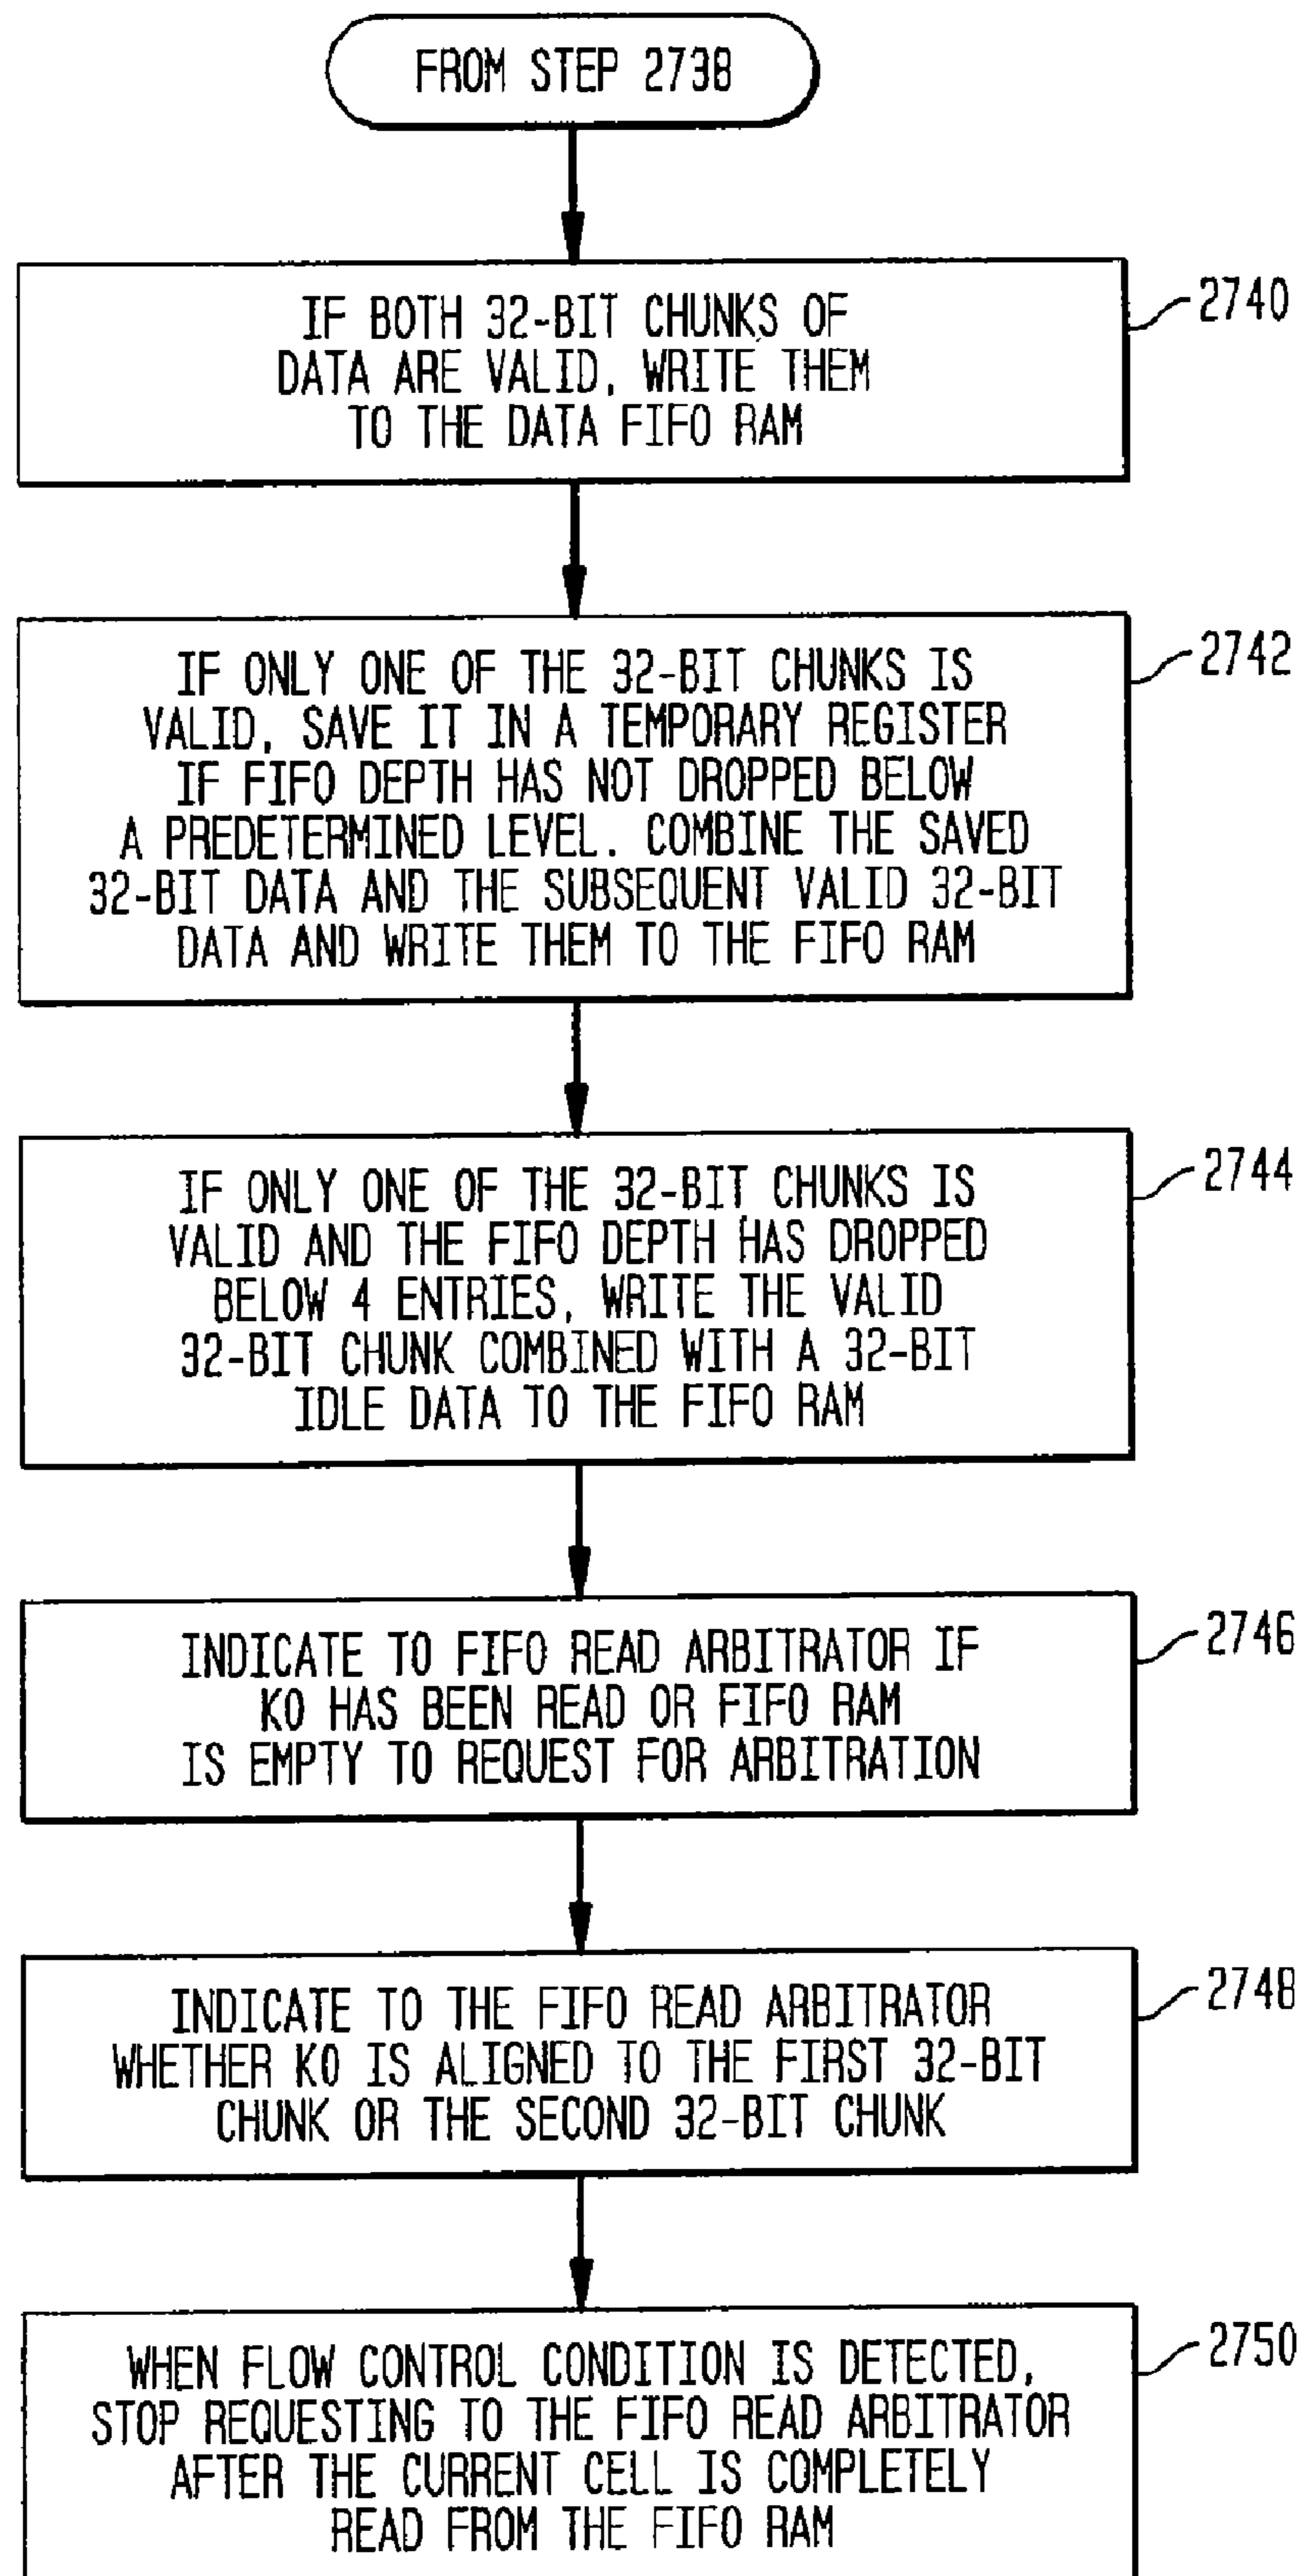 FROM STEP 2738
IF BOTH 32-BIT CHUNKS OF
DATA ARE VALID, WRITE THEM
TO THE DATA FIFO RAM
2740
IF ONLY ONE OF THE 32-BIT CHUNKS IS
VALID, SAVE IT IN A TEMPORARY REGISTER
IF FIFO DEPTH HAS NOT DROPPED BELOW
A PREDETERMINED LEVEL. COMBINE THE SAVED
32-BIT DATA AND THE SUBSEQUENT VALID 32-BIT
DATA AND WRITE THEM TO THE FIFO RAM
2742
IF ONLY ONE OF THE 32-BIT CHUNKS IS
VALID AND THE FIFO DEPTH HAS DROPPED
BELOW 4 ENTRIES, WRITE THE VALID
32-BIT CHUNK COMBINED WITH A 32-BIT
IDLE DATA TO THE FIFO RAM
2744
INDICATE TO FIFO READ ARBITRATOR IF
K0 HAS BEEN READ OR FIFO RAM
IS EMPTY TO REQUEST FOR ARBITRATION
2746
INDICATE TO THE FIFO READ ARBITRATOR
WHETHER K0 IS ALIGNED TO THE FIRST 32-BIT
CHUNK OR THE SECOND 32-BIT CHUNK
2748
WHEN FLOW CONTROL CONDITION IS DETECTED,
STOP REQUESTING TO THE FIFO READ ARBITRATOR
AFTER THE CURRENT CELL IS COMPLETELY
READ FROM THE FIFO RAM
2750